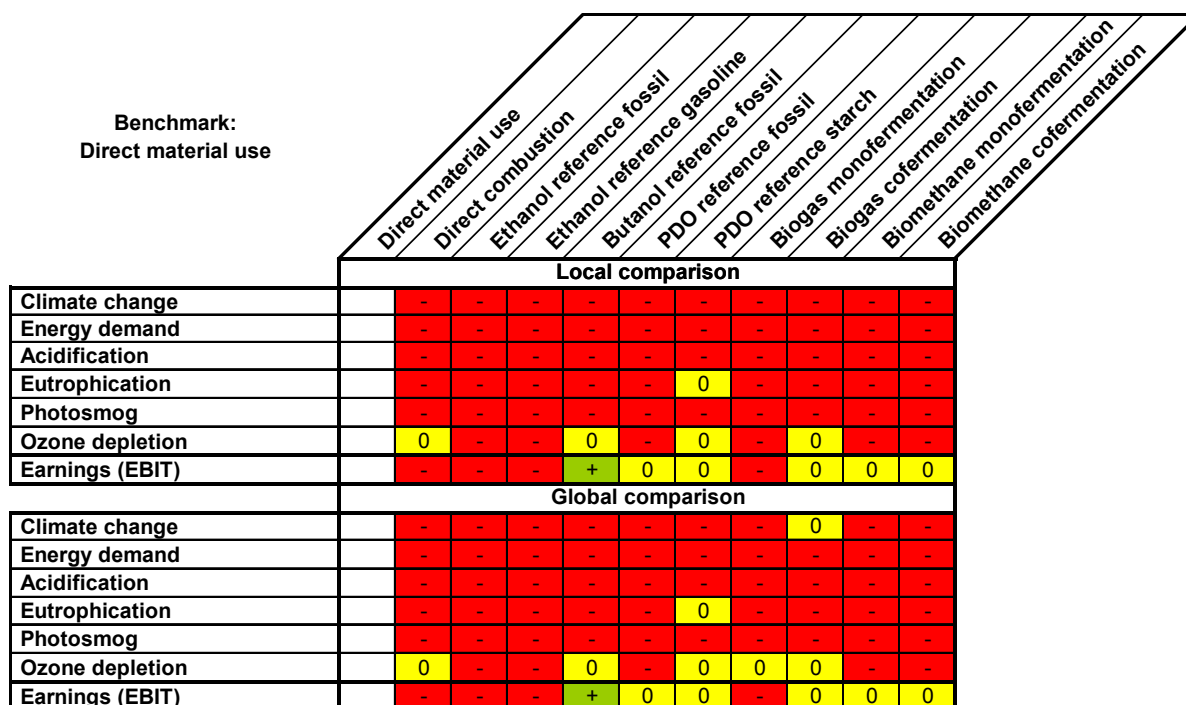 Benchmark:
Direct material use
Direct material use
Direct combustion
Ethanol reference fossil
Ethanol reference gasoline
Butanol reference fossil
PDO reference fossil
PDO reference starch
Biogas monofermentation
Biogas cofermentation
Biomethane monofermentation
Biomethane cofermentation
Local comparison
Climate change - - - - - - - - - -
Energy demand - - - - - - - - - -
Acidification - - - - - - - - - -
Eutrophication - - - - - 0 - - - -
Photosmog - - - - - - - - - -
Ozone depletion 0 - - 0 - 0 - 0 - -
Earnings (EBIT) - - - + 0 0 - 0 0 0
Global comparison
Climate change - - - - - - - 0 - -
Energy demand - - - - - - - - - -
Acidification - - - - - - - - - -
Eutrophication - - - - - 0 - - - -
Photosmog - - - - - - - - - -
Ozone depletion 0 - - 0 - 0 0 0 - -
Earnings (EBIT) - - - + 0 0 - 0 0 0